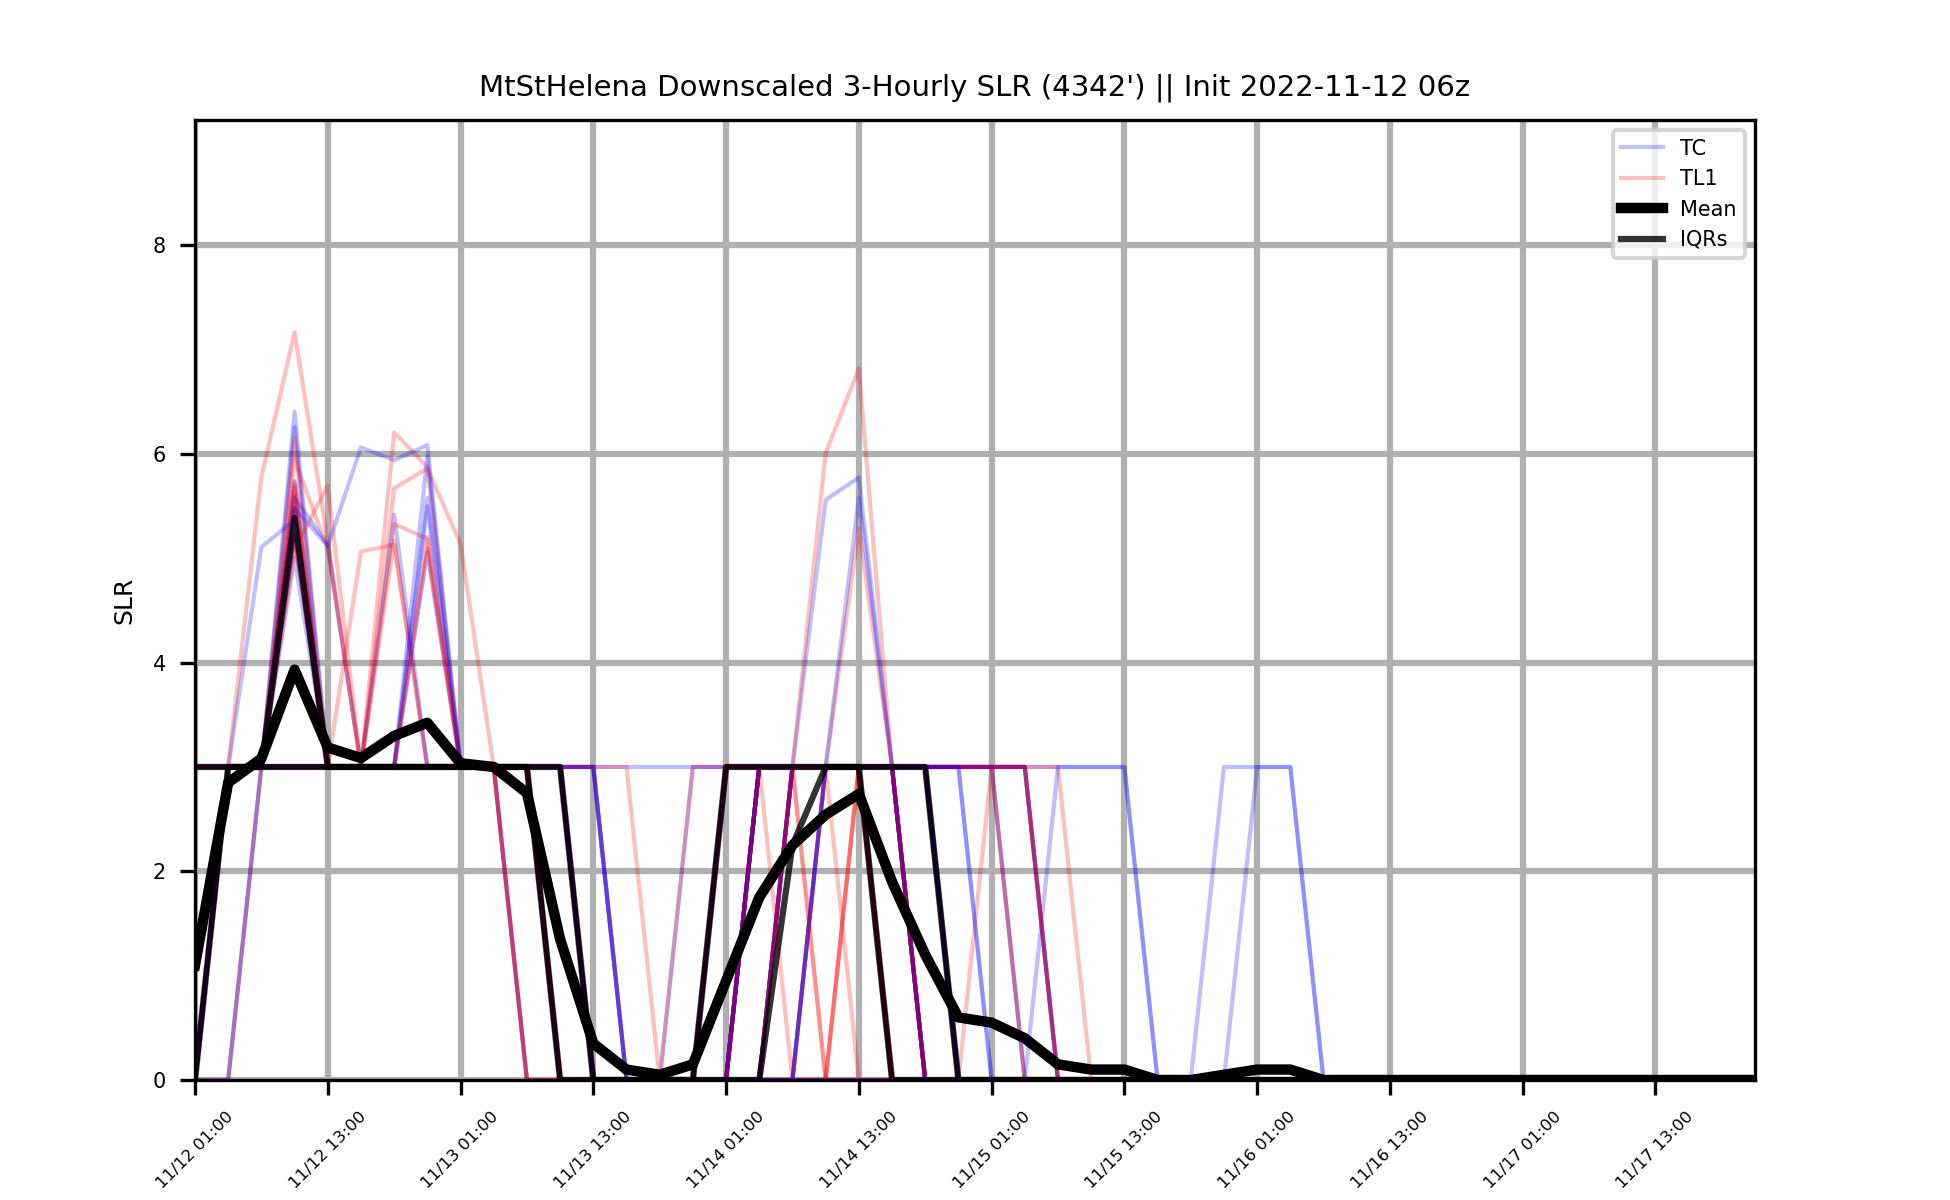 MtStHelena Downscaled 3-Hourly SLR (4342') || Init 2022-11-12 06z
TC
TL1
Mean
IQRs
8
6
4
2
0
SLR
11/12 01:00
11/12 13:00
11/13 01:00
11/13 13:00
11/14 01:00
11/14 13:00
11/15 01:00
11/15 13:00
11/16 01:00
11/16 13:00
11/17 01:00
11/17 13:00